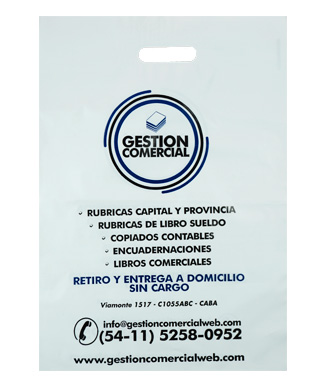 GESTION
COMERCIAL
RUBRICAS CAPITAL Y PROVINCIA
RUBRICAS DE LIBRO SUELDO
COPIADOS CONTABLES
ENCUADERNACIONES
LIBROS COMERCIALES
RETIRO Y ENTREGA A DOMICILIO
SIN CARGO
Viamonte 1517 - C1055ABC - CABA
info@gestioncomercialweb.com
(54-11) 5258-0952
www.gestioncomercialweb.com